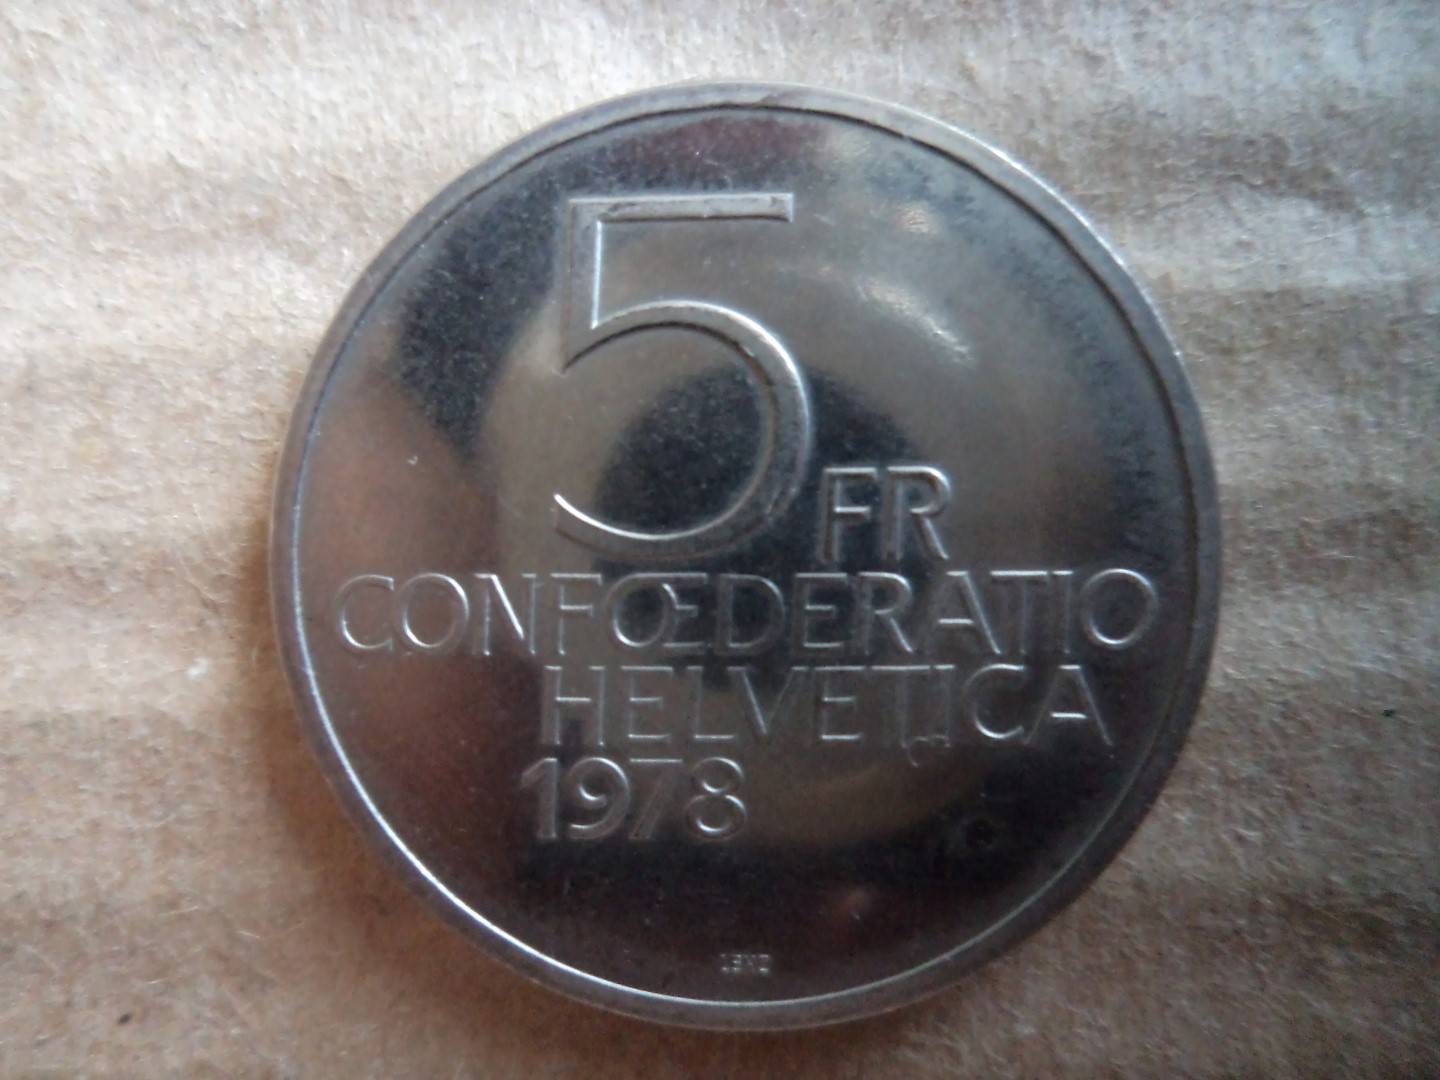 5 FR
CONFŒDERATIO
HELVETICA
1978